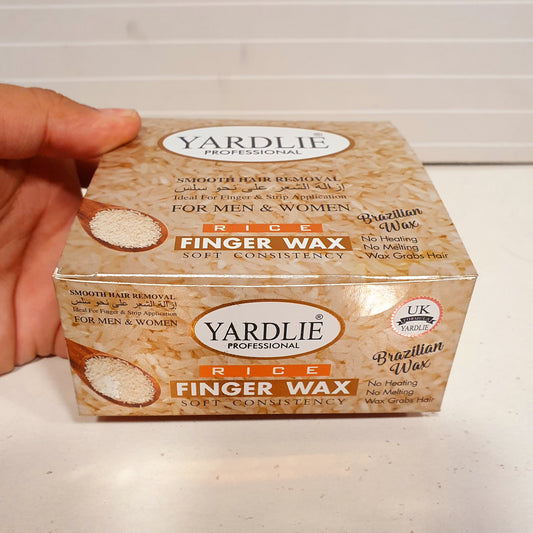 YARDLIE®
PROFESSIONAL
SMOOTH HAIR REMOVAL
إزالة الشعر على نحو سلس
Ideal For Finger & Strip Application
FOR MEN & WOMEN
RICE
FINGER WAX
SOFT CONSISTENCY
Brazilian
Wax
No Heating
No Melting
Wax Grabs Hair
SMOOTH HAIR REMOVAL
إزالة الشعر على نحو سلس
Ideal For Finger & Strip Application
FOR MEN & WOMEN
YARDLIE®
PROFESSIONAL
RICE
FINGER WAX
SOFT CONSISTENCY
UK
YARDLIE
Brazilian
Wax
No Heating
No Melting
Wax Grabs Hair